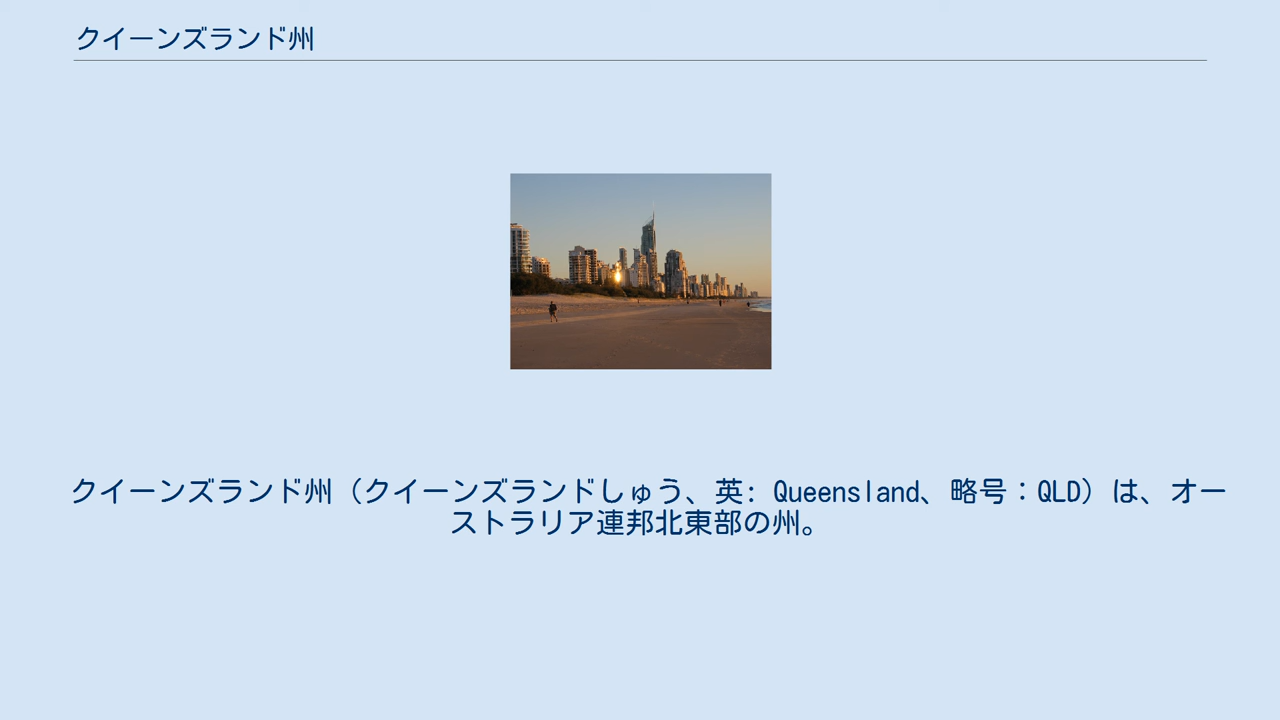 クイーンズランド州
クイーンズランド州（クイーンズランドしゅう、英: Queensland、略号：QLD）は、オー
ストラリア連邦北東部の州。